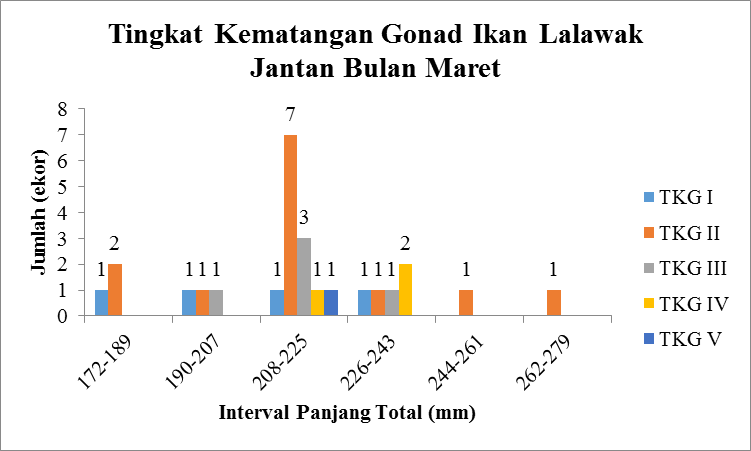 Tingkat Kematangan Gonad Ikan Lalawak
Jantan Bulan Maret
Jumlah (ekor)
8
7
6
5
4
3
2
1
0
1 2
1 1 1
1 7 3 1 1
1 1 1 2
1
1
172-189
190-207
208-225
226-243
244-261
262-279
Interval Panjang Total (mm)
TKG I
TKG II
TKG III
TKG IV
TKG V